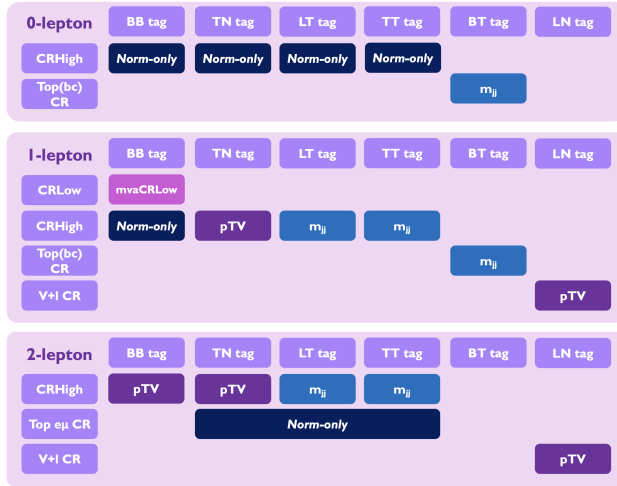 0-lepton BB tag TN tag LT tag TT tag BT tag LN tag
CRHigh Norm-only Norm-only Norm-only Norm-only
Top(bc)
CR
mjj
1-lepton BB tag TN tag LT tag TT tag BT tag LN tag
CRLow mvaCRLow
CRHigh Norm-only pTV mjj mjj
Top(bc)
CR
mjj
V+l CR pTV
2-lepton BB tag TN tag LT tag TT tag BT tag LN tag
CRHigh pTV pTV mjj mjj
Top eμ CR Norm-only
V+l CR pTV